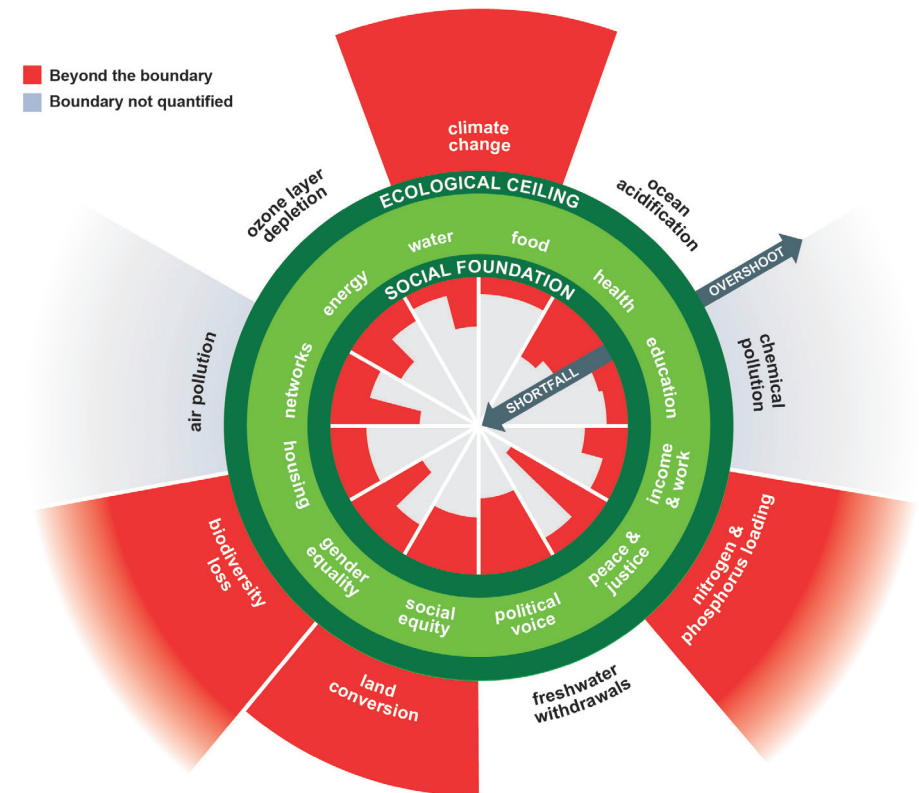 Beyond the boundary
Boundary not quantified
climate
change
ozone layer
depletion
ECOLOGICAL CEILING
ocean
acidification
water
food
energy
SOCIAL FOUNDATION
health
OVERSHOOT
air pollution
networks
SHORTFALL
education
chemical
pollution
housing
income
& work
biodiversity
loss
gender
equality
social
equity
political
voice
peace &
justice
nitrogen &
phosphorus loading
land
conversion
freshwater
withdrawals